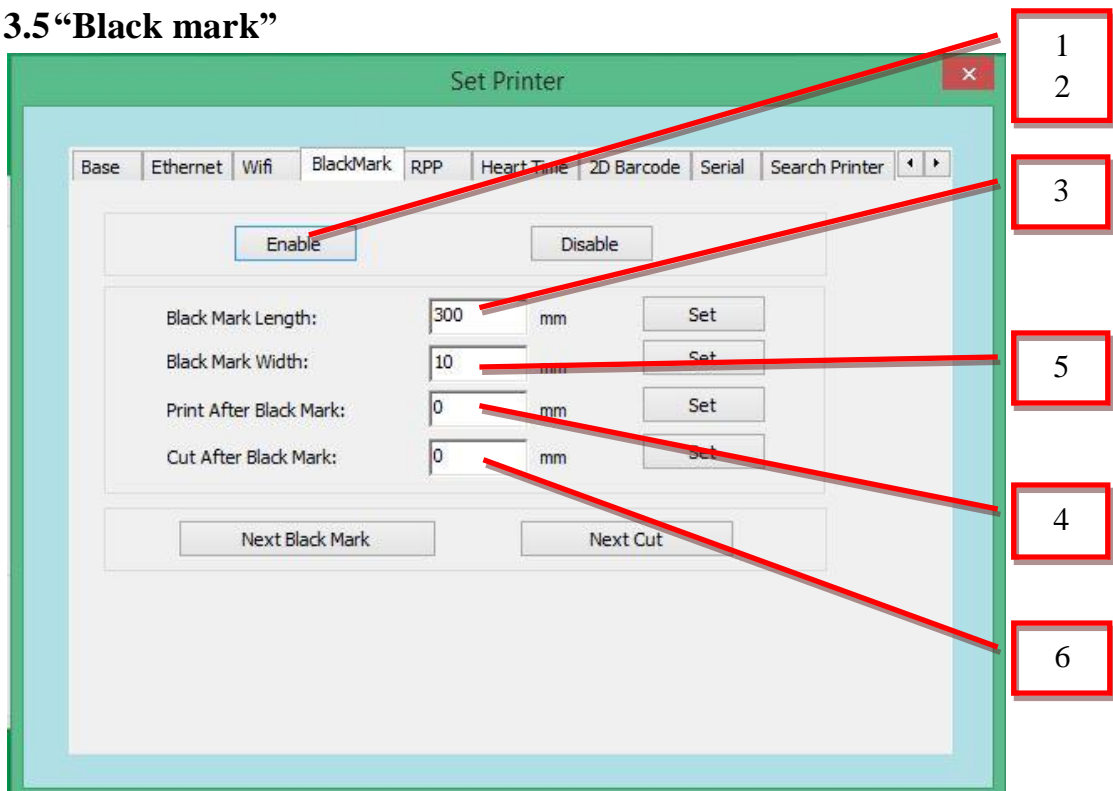 3.5 “Black mark”
Set Printer
Base Ethernet Wifi BlackMark RPP Heart Time 2D Barcode Serial Search Printer
Enable Disable
Black Mark Length: 300 mm Set
Black Mark Width: 10 mm Set
Print After Black Mark: 0 mm Set
Cut After Black Mark: 0 mm Set
Next Black Mark Next Cut
1
2
3
5
4
6